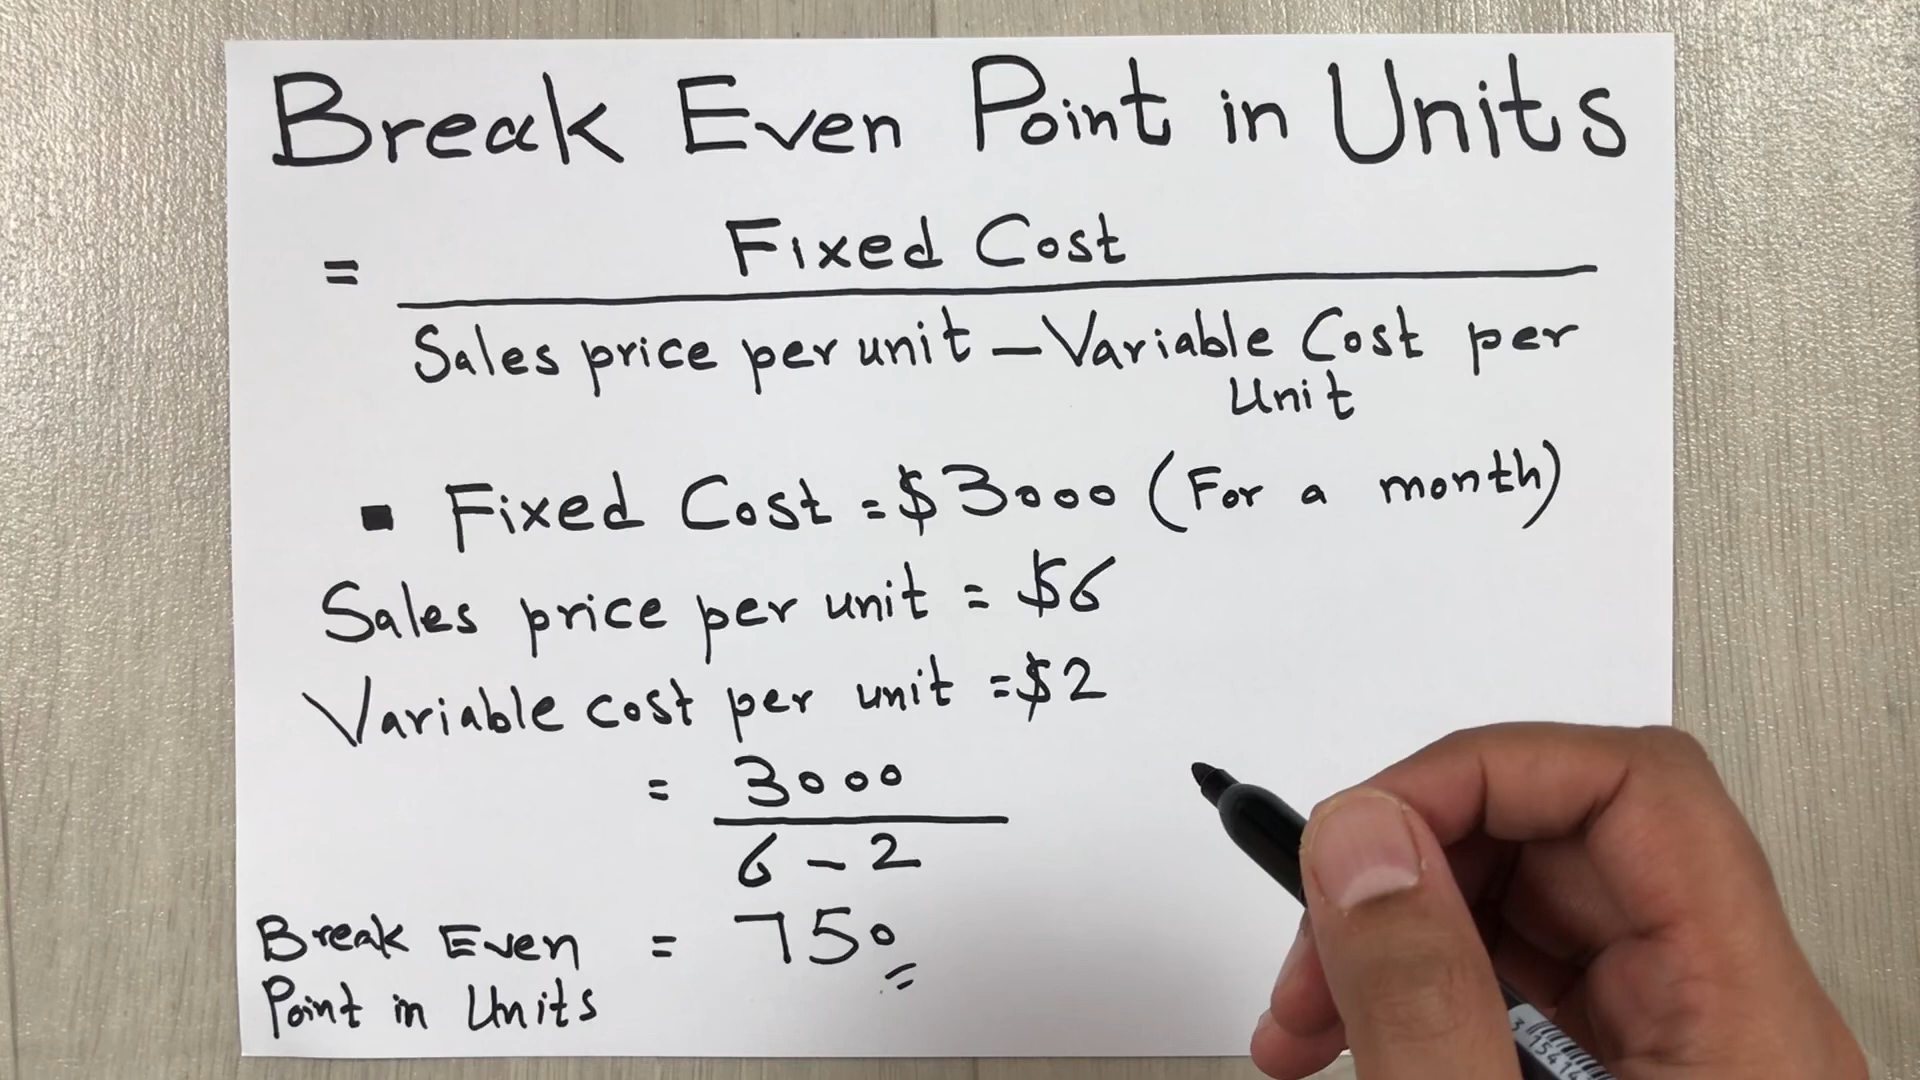 Break Even Point in Units
= Fixed Cost
Sales price per unit – Variable Cost per
Unit
▪ Fixed Cost = $3000 (For a month)
Sales price per unit = $6
Variable cost per unit = $2
= 3000
6 – 2
Break Even = 750
Point in Units